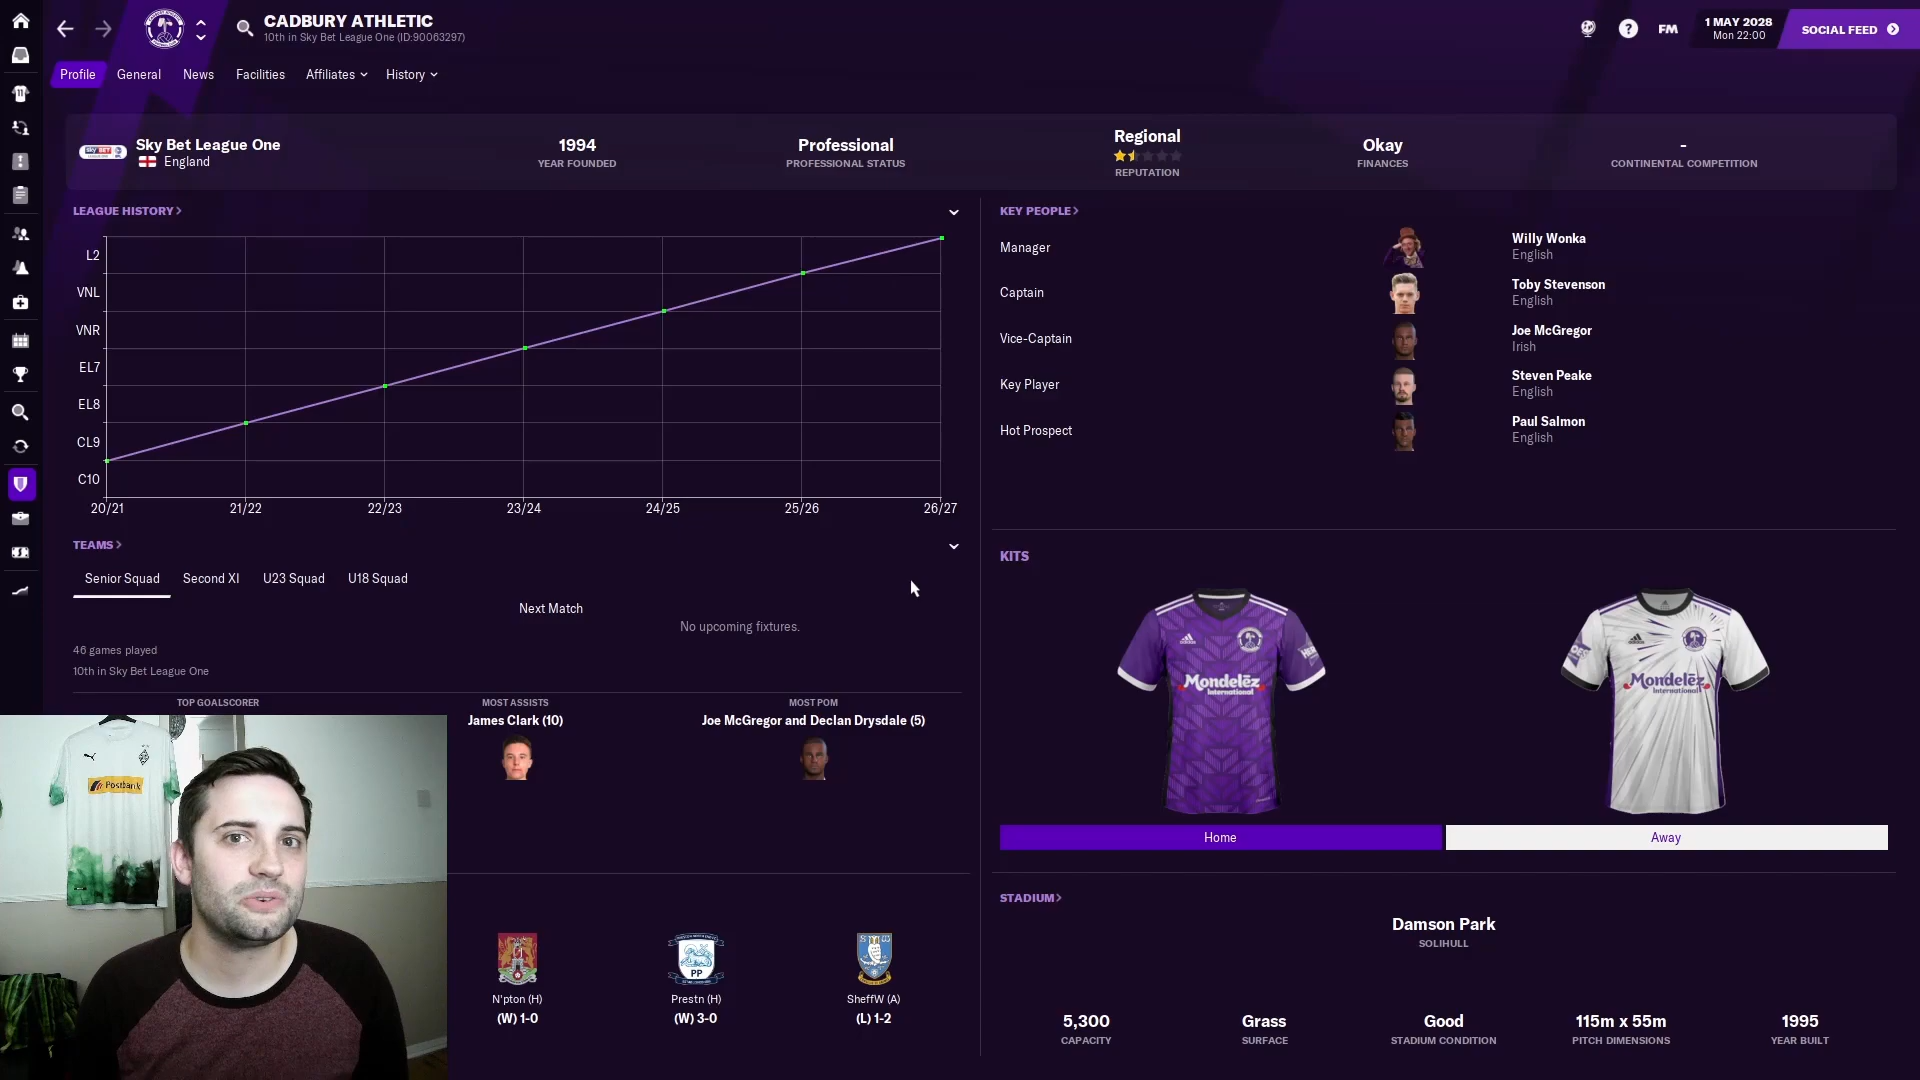 CADBURY ATHLETIC
10th in Sky Bet League One (ID:90063297)
FM
1 MAY 2028
Mon 22:00
SOCIAL FEED
Profile
General
News
Facilities
Affiliates
History
Sky Bet League One
England
1994
YEAR FOUNDED
Professional
PROFESSIONAL STATUS
Regional
REPUTATION
Okay
FINANCES
-
CONTINENTAL COMPETITION
LEAGUE HISTORY
L2
VNL
VNR
EL7
EL8
CL9
C10
20/21
21/22
22/23
23/24
24/25
25/26
26/27
KEY PEOPLE
Manager
Willy Wonka
English
Captain
Toby Stevenson
English
Vice-Captain
Joe McGregor
Irish
Key Player
Steven Peake
English
Hot Prospect
Paul Salmon
English
TEAMS
Senior Squad
Second XI
U23 Squad
U18 Squad
Next Match
No upcoming fixtures.
46 games played
10th in Sky Bet League One
TOP GOALSCORER
MOST ASSISTS
James Clark (10)
MOST POM
Joe McGregor and Declan Drysdale (5)
KITS
adidas
Mondelēz
International
Mondelēz
International
Home
Away
Postbank
N'pton (H)
(W) 1-0
PP
Prestn (H)
(W) 3-0
SheffW (A)
(L) 1-2
STADIUM
Damson Park
SOLIHULL
5,300
CAPACITY
Grass
SURFACE
Good
STADIUM CONDITION
115m x 55m
PITCH DIMENSIONS
1995
YEAR BUILT